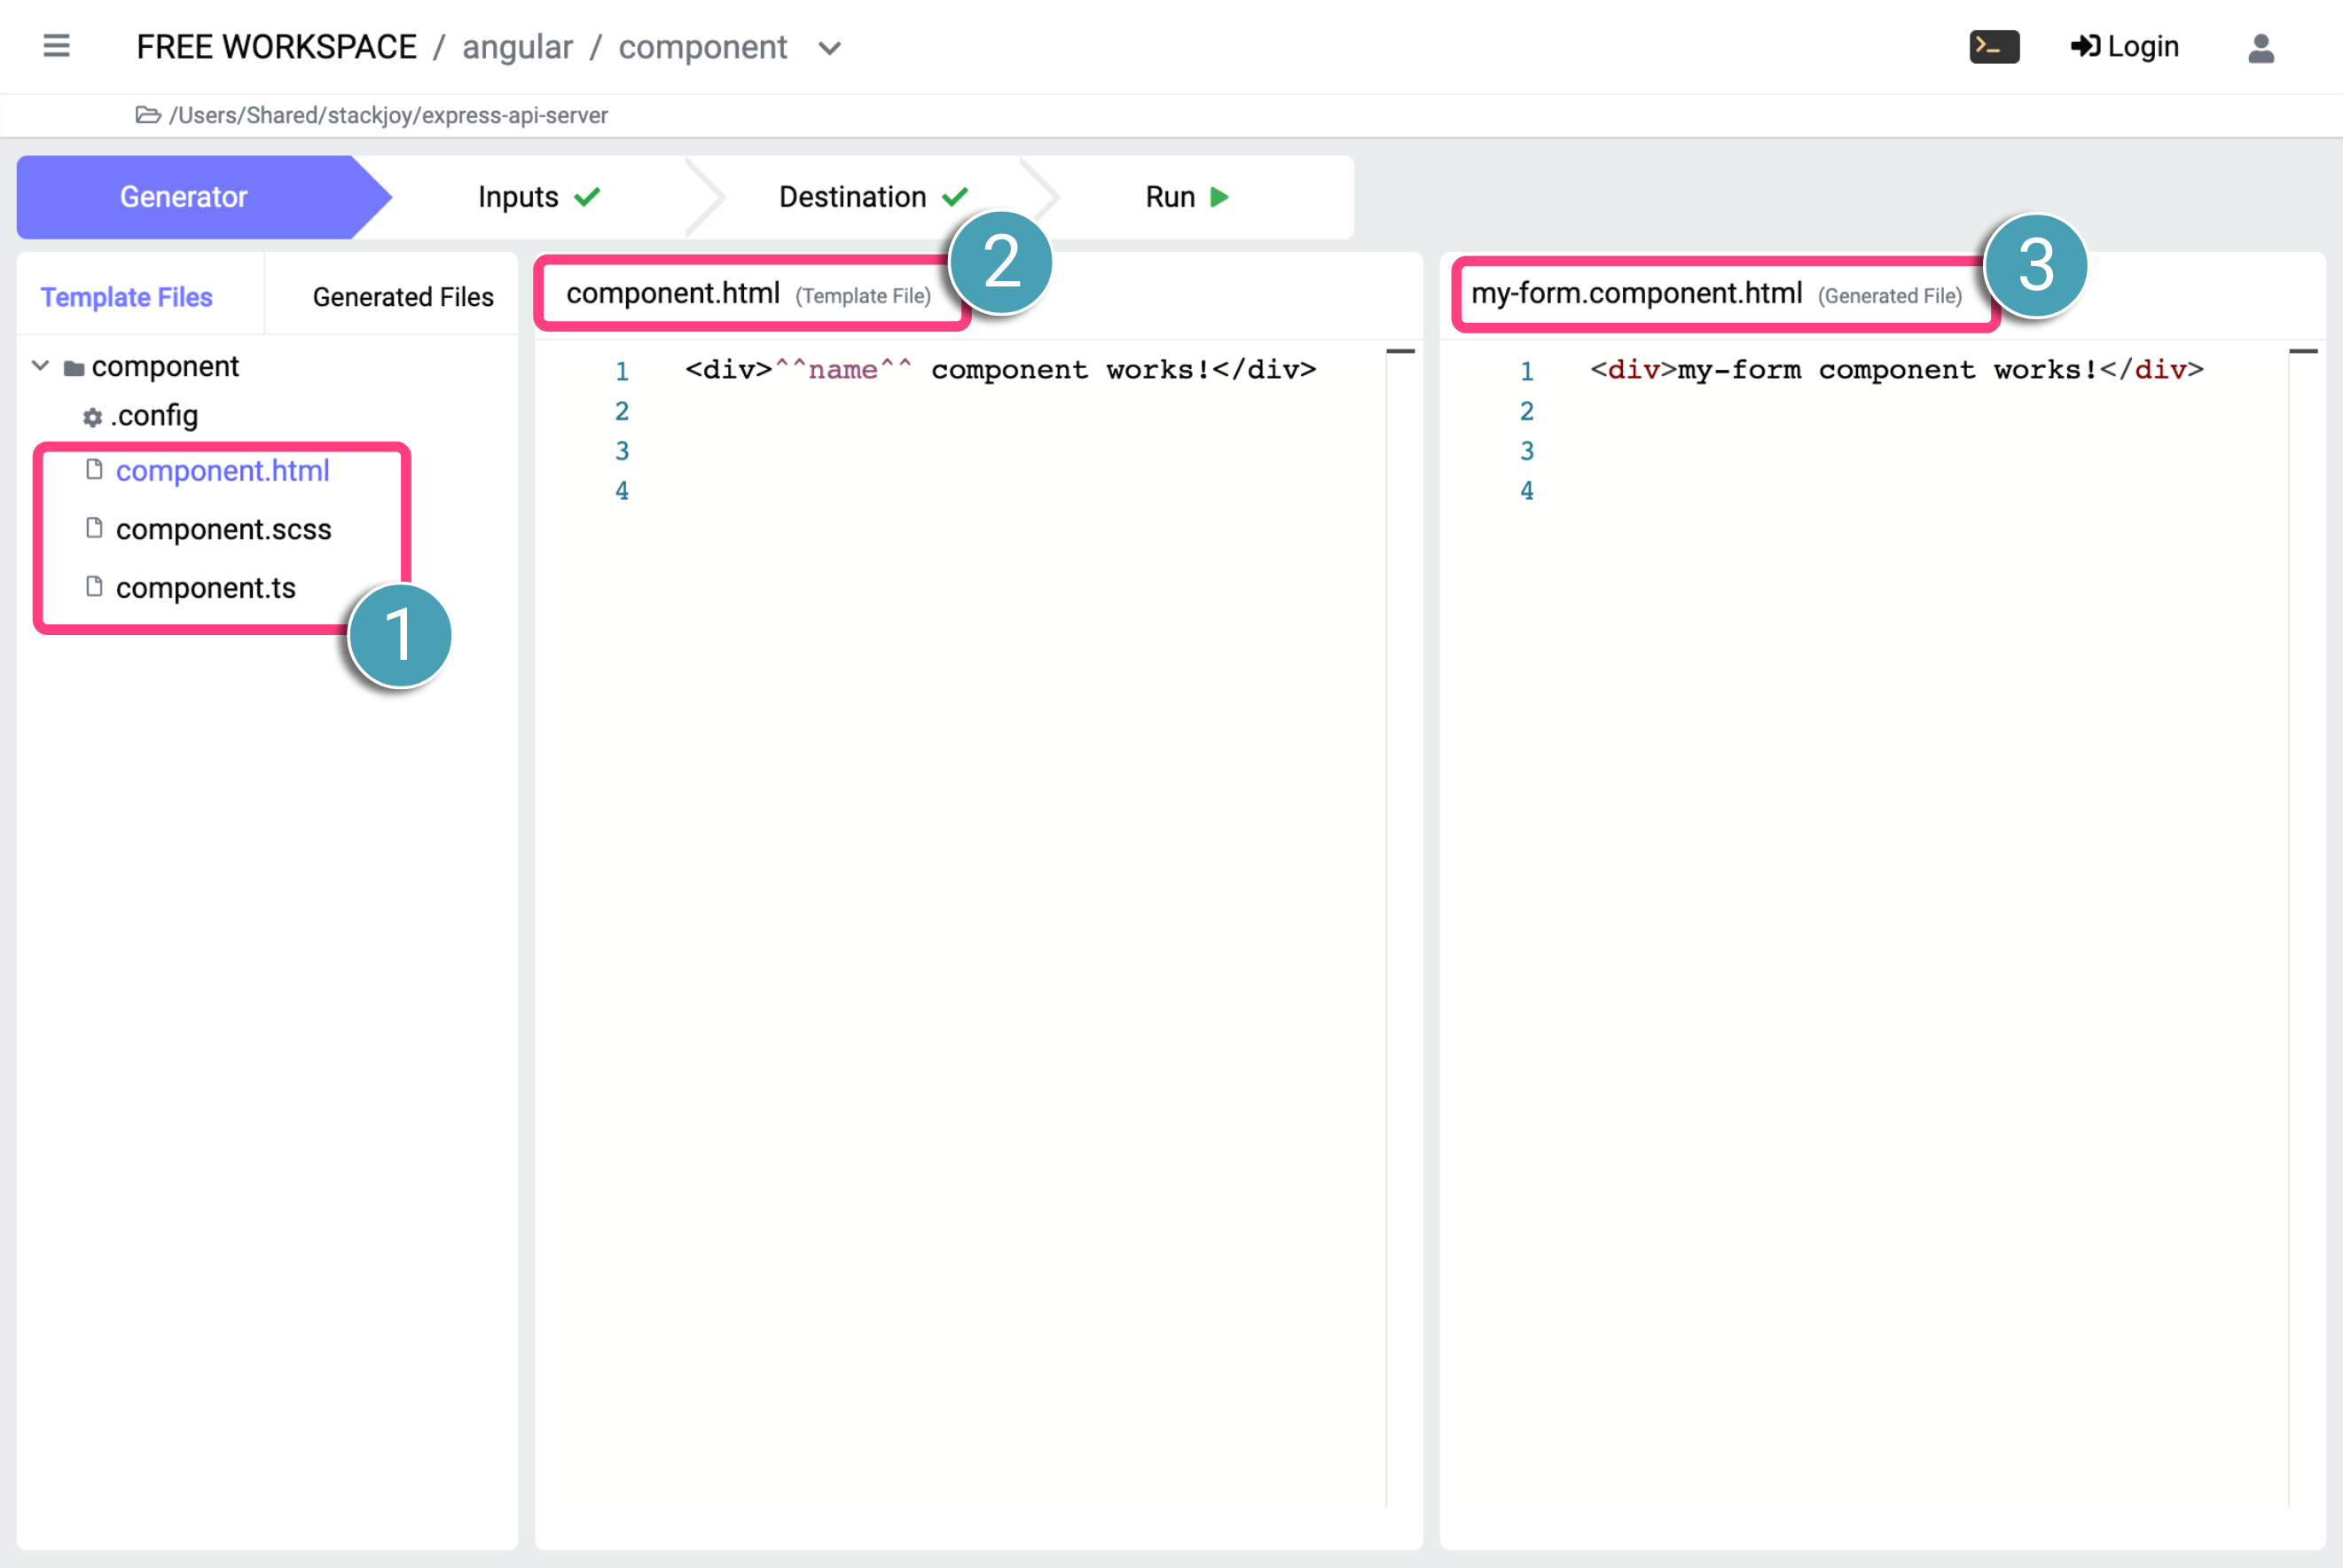 FREE WORKSPACE / angular / component
Login
/Users/Shared/stackjoy/express-api-server
Generator
Inputs
Destination
Run
Template Files
Generated Files
component
.config
component.html
component.scss
component.ts
1
component.html (Template File)
2
1 <div>^^name^^ component works!</div>
2
3
4
my-form.component.html (Generated File)
3
1 <div>my-form component works!</div>
2
3
4